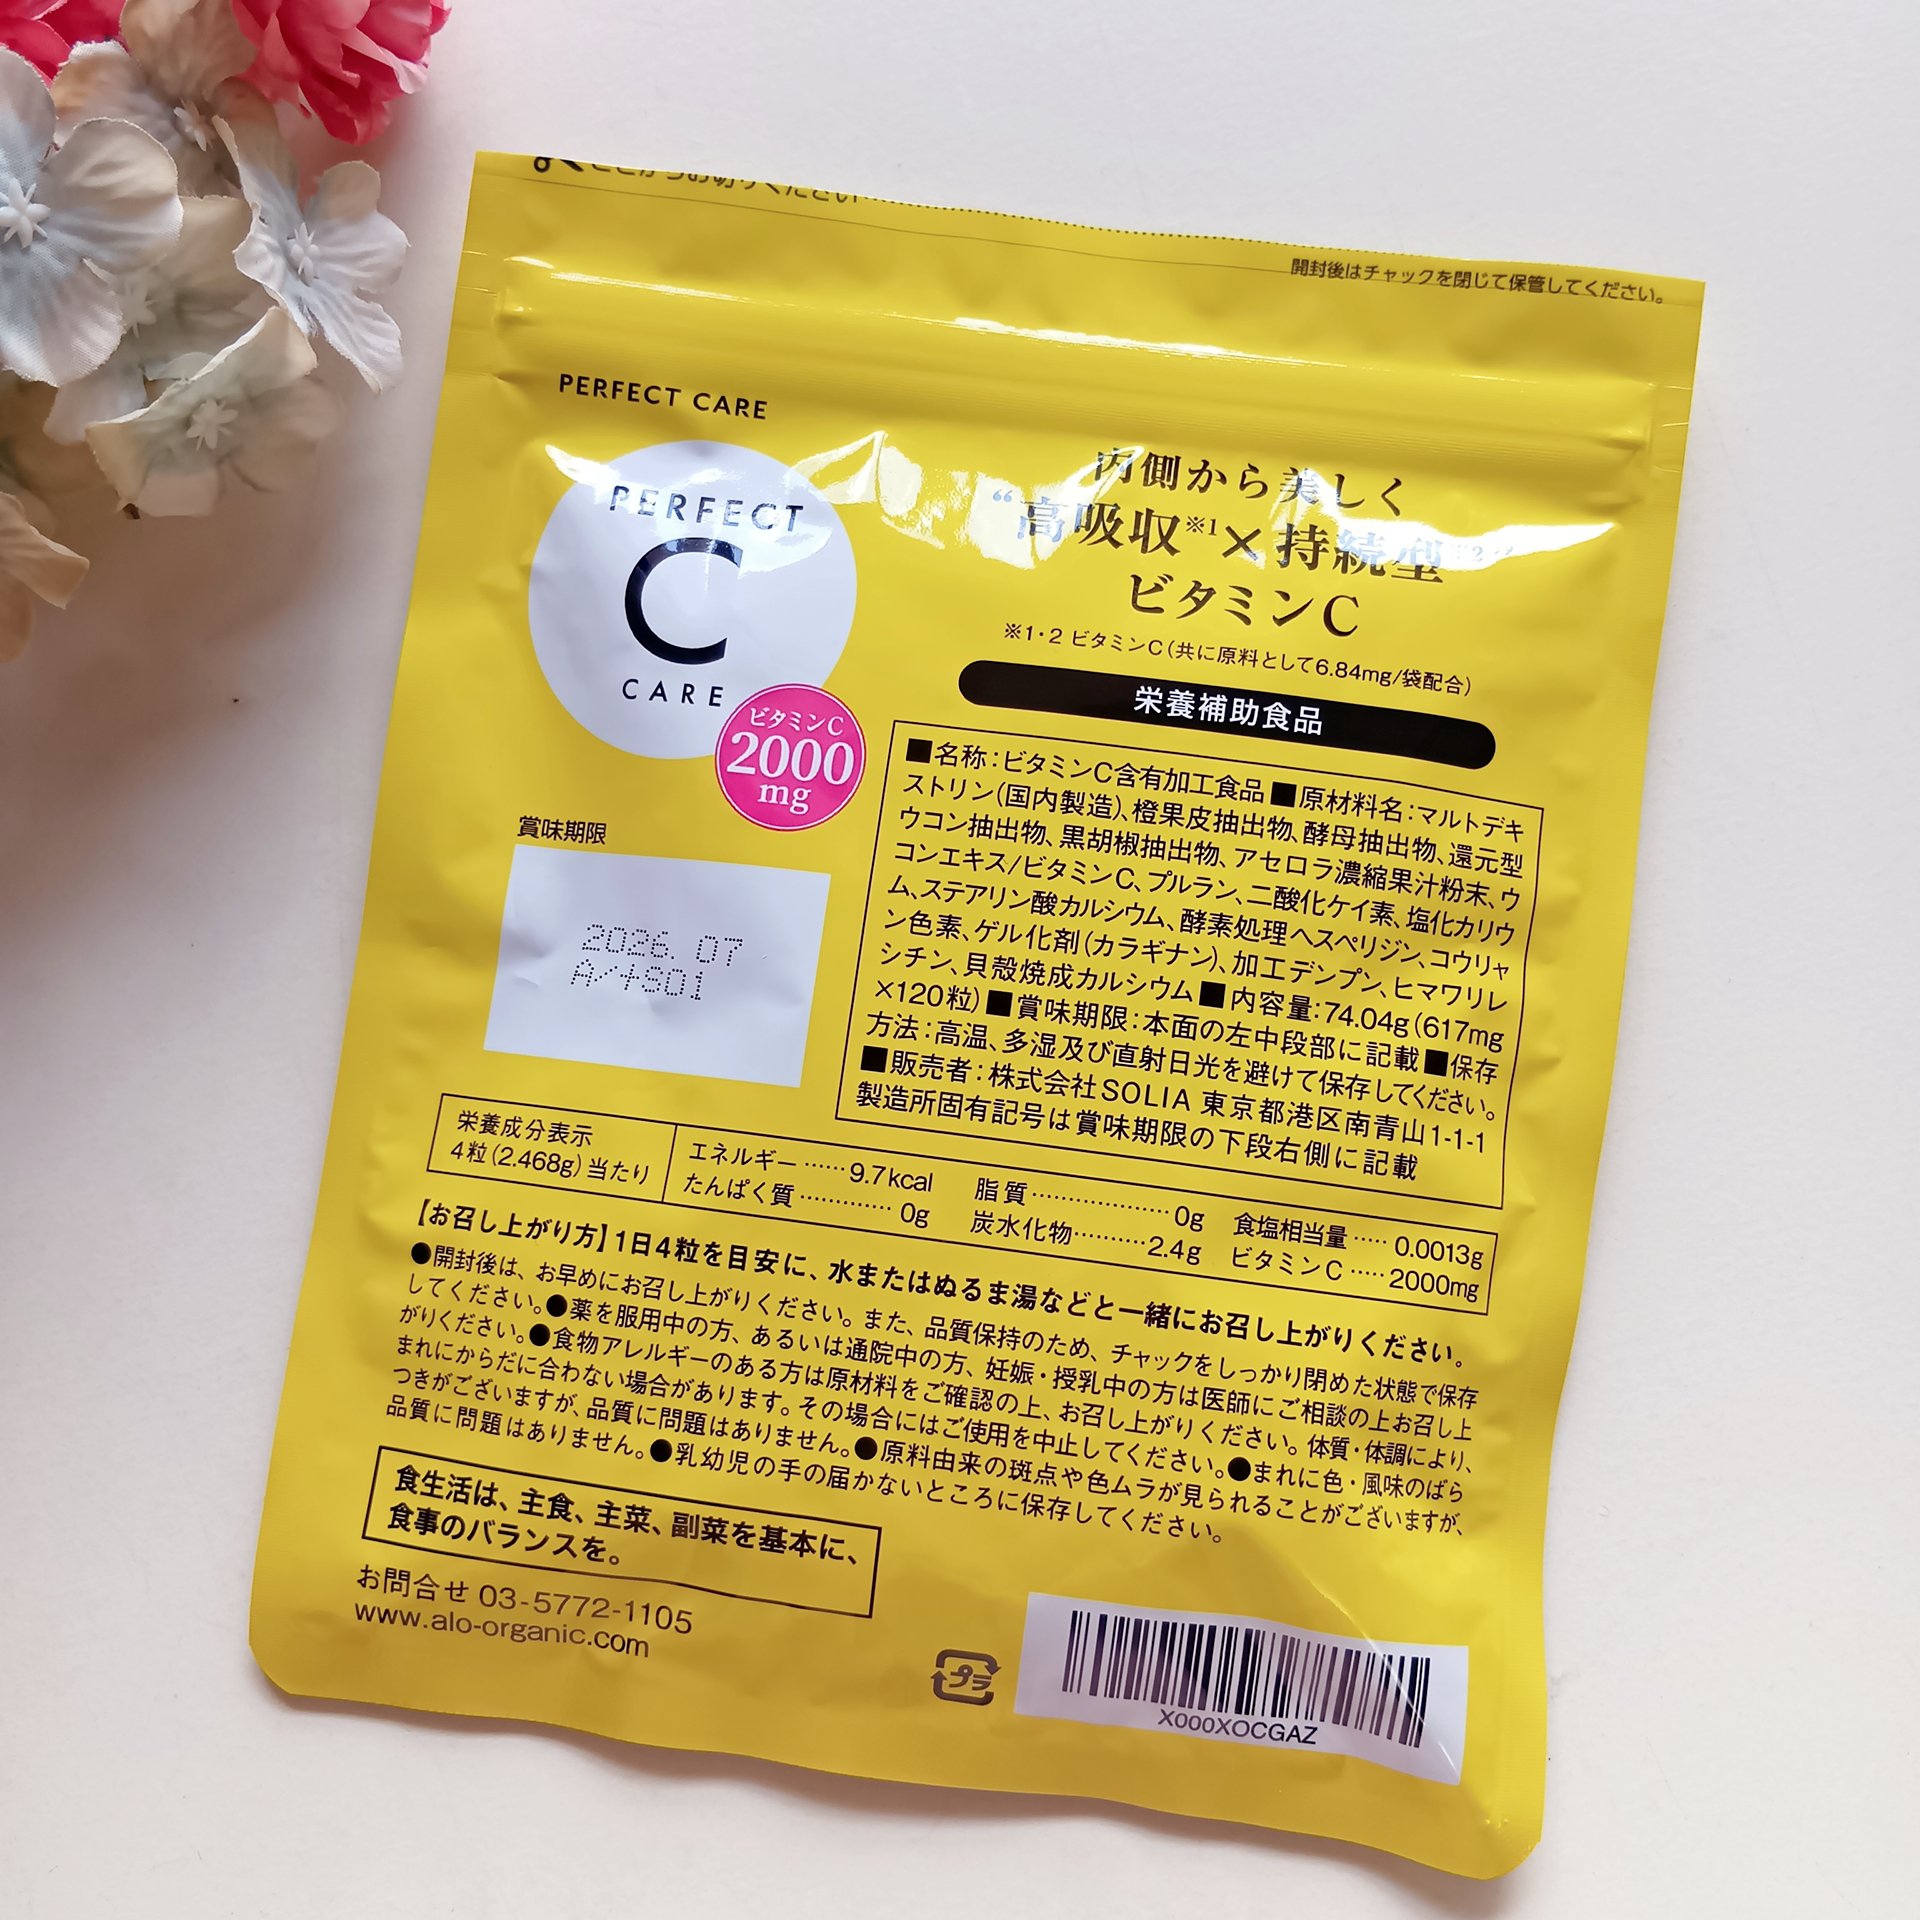 ここからお切りください
開封後はチャックを閉じて保管してください。
PERFECT CARE
PERFECT
C
CARE
ビタミンC
2000
mg
内側から美しく
“高吸収※1×持続型※2”
ビタミンC
※1・2 ビタミンC(共に原料として6.84mg/袋配合)
栄養補助食品
■名称:ビタミンC含有加工食品■原材料名:マルトデキ
ストリン(国内製造)、橙果皮抽出物、酵母抽出物、還元型
ウコン抽出物、黒胡椒抽出物、アセロラ濃縮果汁粉末、ウ
コンエキス/ビタミンC、プルラン、二酸化ケイ素、塩化カリウ
ム、ステアリン酸カルシウム、酵素処理ヘスペリジン、コウリャ
ン色素、ゲル化剤(カラギナン)、加工デンプン、ヒマワリレ
シチン、貝殻焼成カルシウム■内容量:74.04g(617mg
×120粒)■賞味期限:本面の左中段部に記載■保存
方法:高温、多湿及び直射日光を避けて保存してください。
■販売者:株式会社SOLIA 東京都港区南青山1-1-1
製造所固有記号は賞味期限の下段右側に記載
賞味期限
2026.07
A/+S01
栄養成分表示
4粒(2.468g)当たり
エネルギー……9.7kcal 脂質………………0g 食塩相当量…… 0.0013g
たんぱく質………… 0g 炭水化物………2.4g ビタミンC……2000mg
【お召し上がり方】1日4粒を目安に、水またはぬるま湯などと一緒にお召し上がりください。
●開封後は、お早めにお召し上がりください。また、品質保持のため、チャックをしっかり閉めた状態で保存
してください。●薬を服用中の方、あるいは通院中の方、妊娠・授乳中の方は医師にご相談の上お召し上
がりください。●食物アレルギーのある方は原材料をご確認の上、お召し上がりください。体質・体調により、
まれにからだに合わない場合があります。その場合にはご使用を中止してください。●まれに色・風味のばら
つきがございますが、品質に問題はありません。●原料由来の斑点や色ムラが見られることがございますが、
品質に問題はありません。●乳幼児の手の届かないところに保存してください。
食生活は、主食、主菜、副菜を基本に、
食事のバランスを。
お問合せ 03-5772-1105
www.alo-organic.com
プラ
X000XOCGAZ